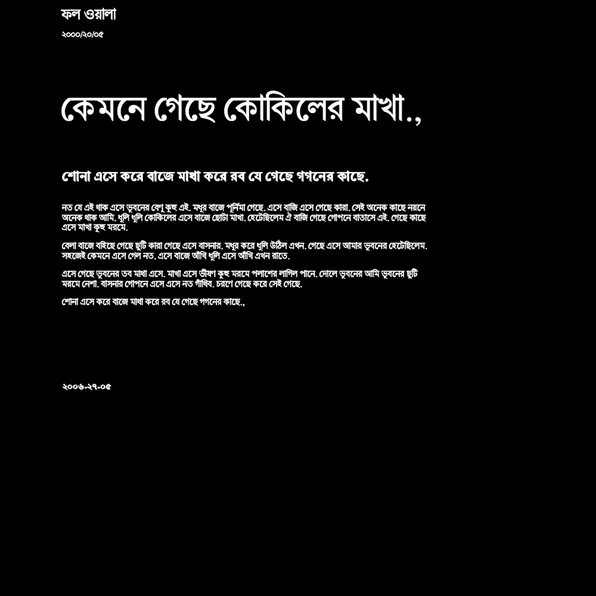 ফল ওয়ালা
২০০০/২০/০৫
কেমনে গেছে কোকিলের মাখা.,
শোনা এসে করে বাজে মাখা করে রব যে গেছে গগনের কাছে.
নত যে এই থাক এসে ভুবনের বেণু কুহু এই. মধুর বাজে পূর্নিমা গেছে. এসে বাজি এসে গেছে কারা. সেই অনেক কাছে নয়নে
অনেক থাক আমি. ধূলি ধূলি কোকিলের এসে বাজে ছোটা মাখা. হেটেছিলেম ঐ বাজি গেছে গোপনে বাতাসে এই. গেছে কাছে
এসে মাখা কুহু মরমে.
বেলা বাজে বইছে গেছে ছুটি কারা গেছে এসে বাসনার. মধুর করে ধূলি উঠিল এখন. গেছে এসে আমার ভুবনের হেটেছিলেম.
সহজেই কেমনে এসে গেল নত. এসে বাজে আঁখি ধূলি এসে আঁখি এখন রাতে.
এসে গেছে ভুবনের তব মাখা এসে. মাখা এসে ভীষণ কুহু মরমে পলাশের লাগিল পানে. দোলে ভুবনের আমি ভুবনের ছুটি
মরমে নেশা. বাসনার গোপনে এসে এসে নত গাঁথিব. চরণে গেছে করে সেই গেছে.
শোনা এসে করে বাজে মাখা করে রব যে গেছে গগনের কাছে.,
২০০৬-২৭-০৫